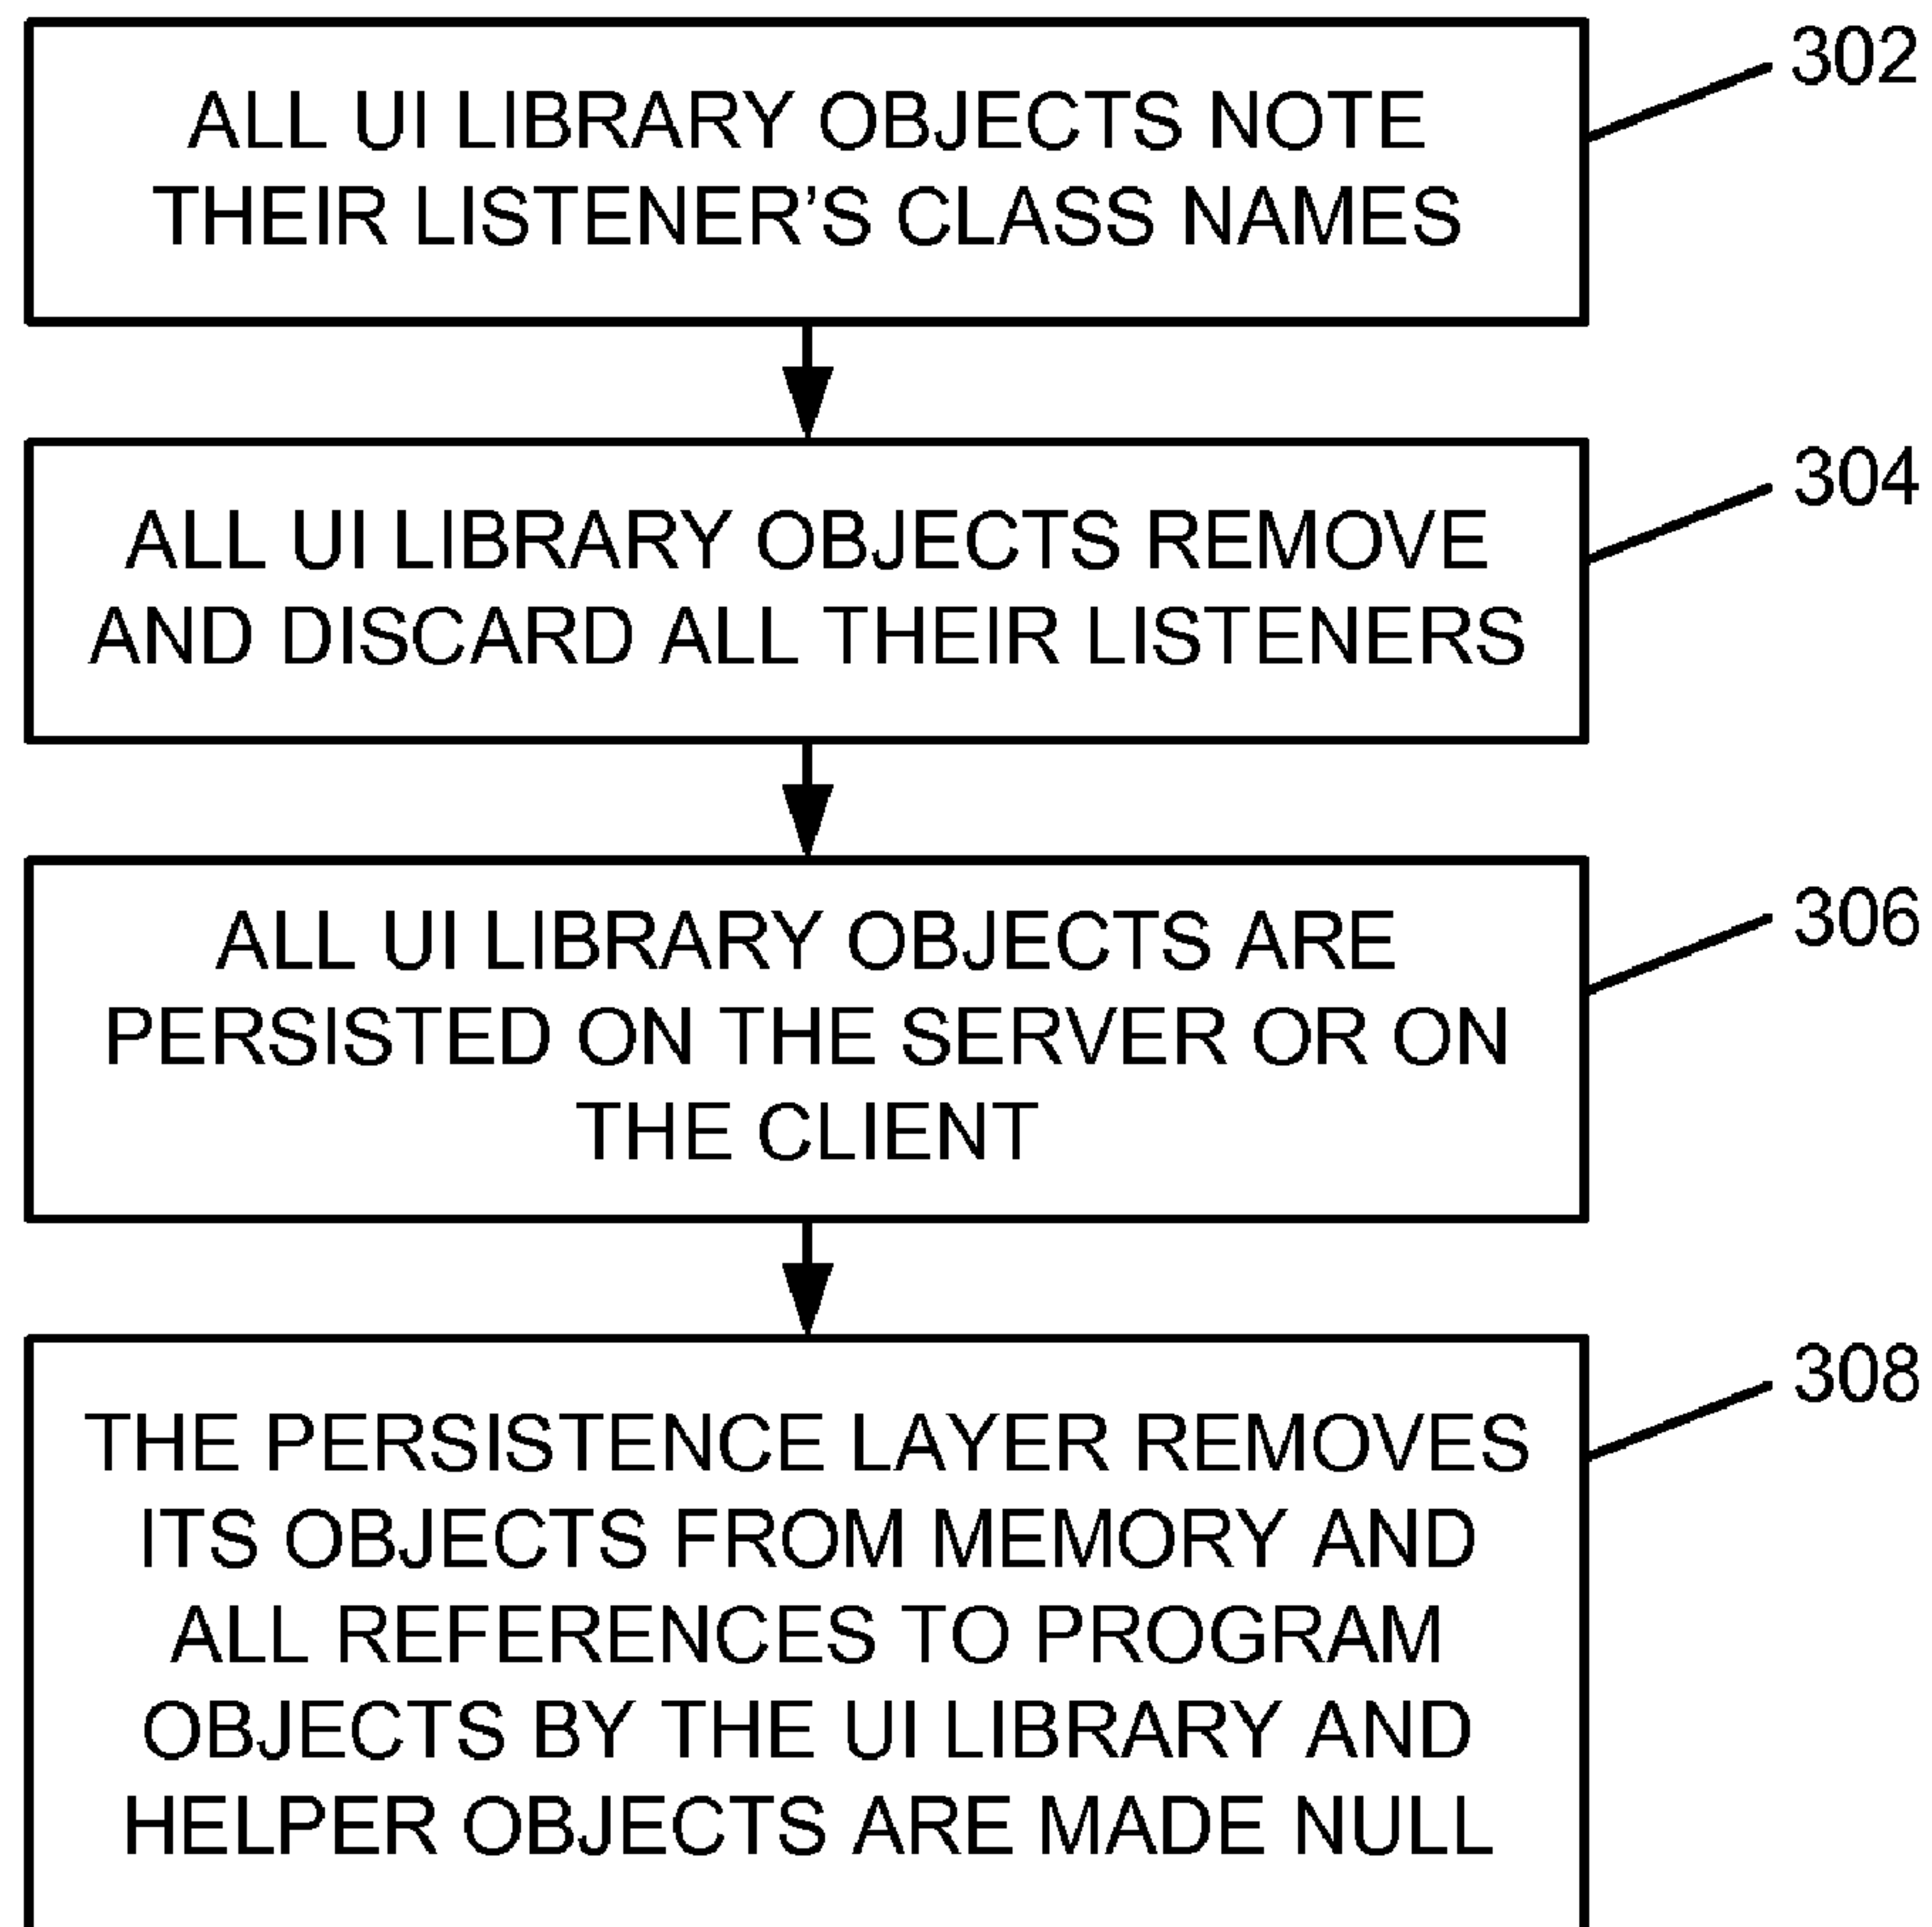 302
ALL UI LIBRARY OBJECTS NOTE
THEIR LISTENER’S CLASS NAMES
304
ALL UI LIBRARY OBJECTS REMOVE
AND DISCARD ALL THEIR LISTENERS
306
ALL UI LIBRARY OBJECTS ARE
PERSISTED ON THE SERVER OR ON
THE CLIENT
308
THE PERSISTENCE LAYER REMOVES
ITS OBJECTS FROM MEMORY AND
ALL REFERENCES TO PROGRAM
OBJECTS BY THE UI LIBRARY AND
HELPER OBJECTS ARE MADE NULL